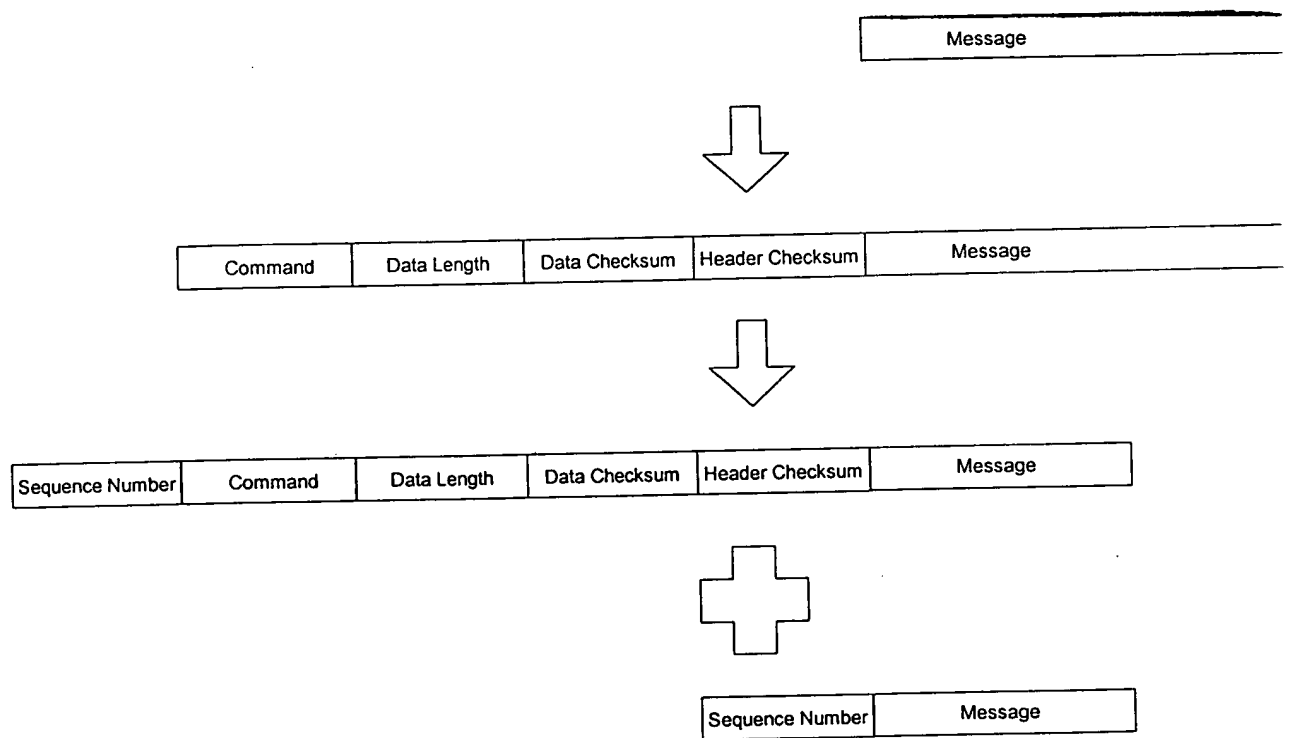 Message
Command Data Length Data Checksum Header Checksum Message
Sequence Number Command Data Length Data Checksum Header Checksum Message
Sequence Number Message